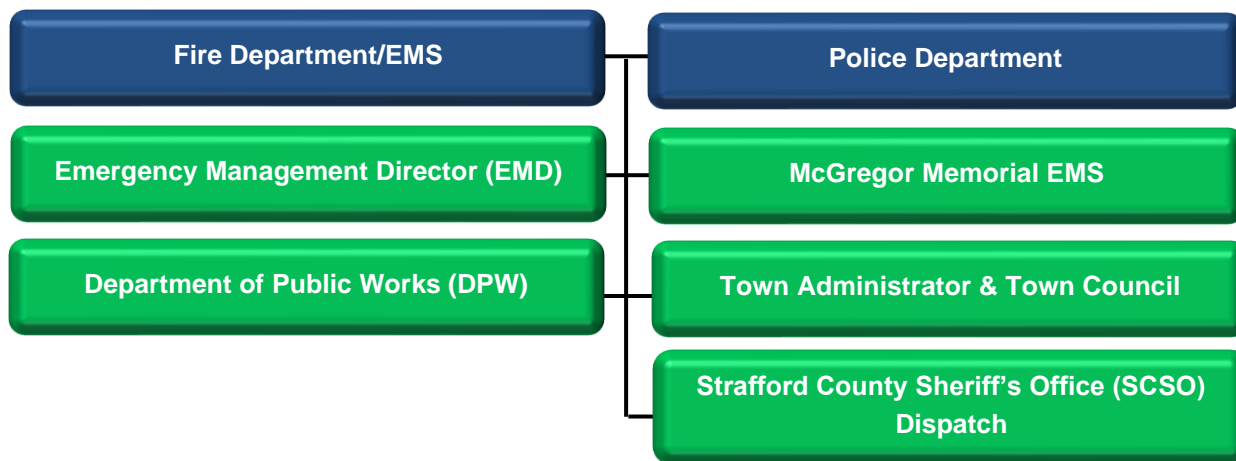 Fire Department/EMS
Police Department
Emergency Management Director (EMD)
McGregor Memorial EMS
Department of Public Works (DPW)
Town Administrator & Town Council
Strafford County Sheriff’s Office (SCSO)
Dispatch